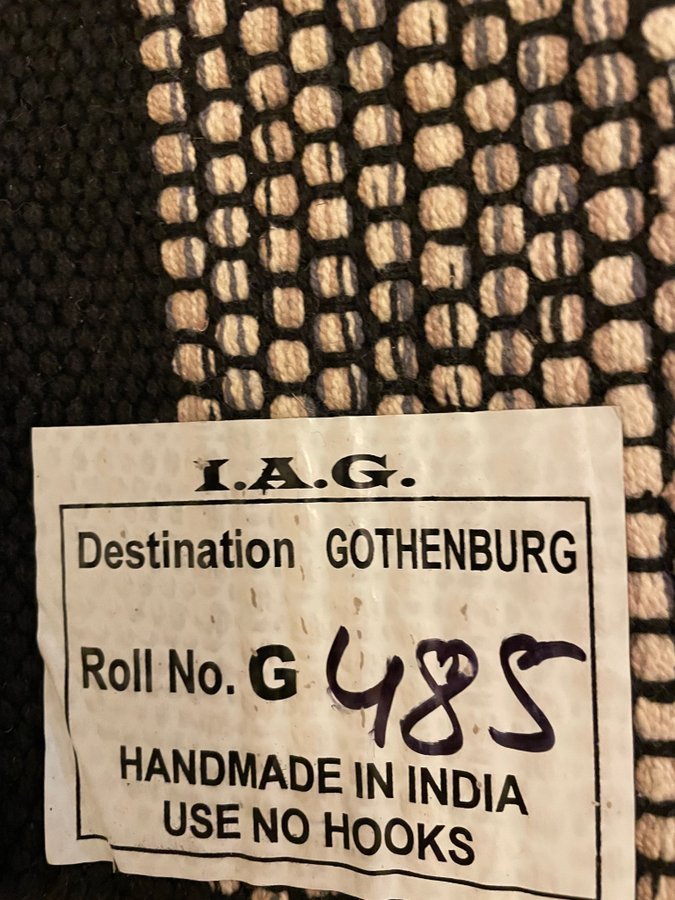 I.A.G.
Destination GOTHENBURG
Roll No. G 485
HANDMADE IN INDIA
USE NO HOOKS